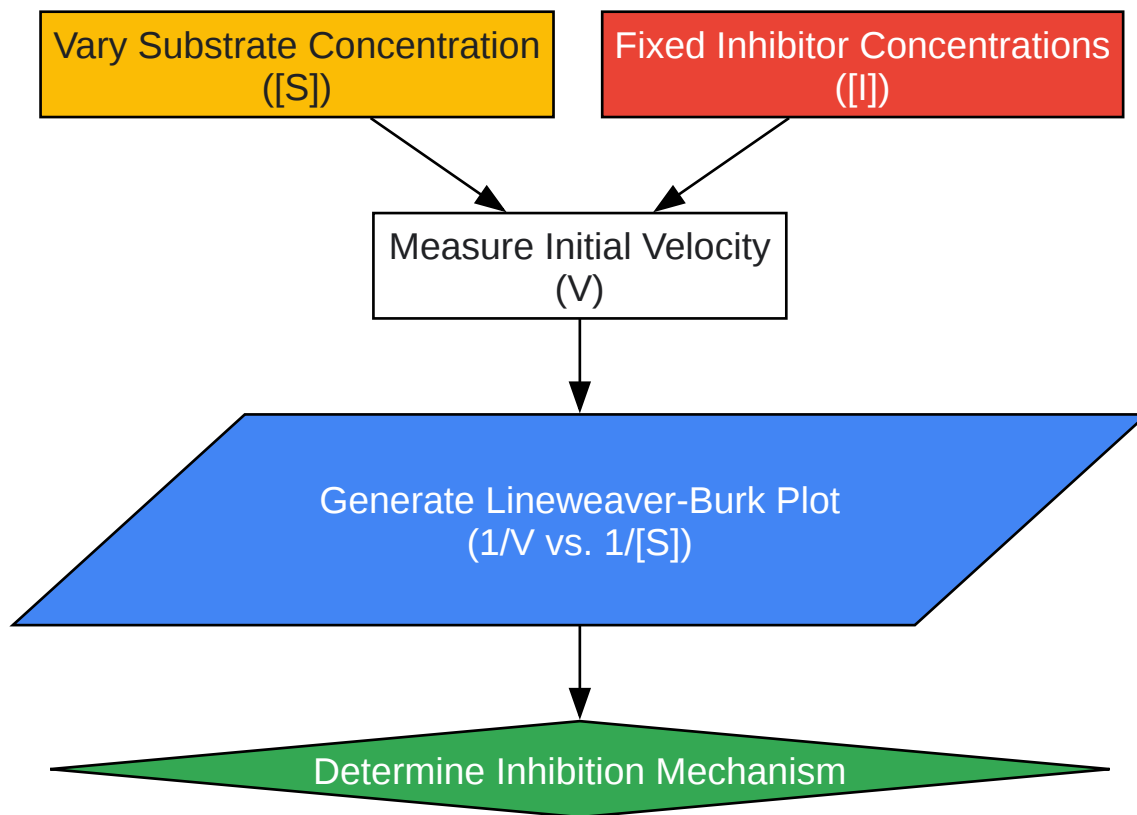 Vary Substrate Concentration
([S])
Fixed Inhibitor Concentrations
([I])
Measure Initial Velocity
(V)
Generate Lineweaver-Burk Plot
(1/V vs. 1/[S])
Determine Inhibition Mechanism